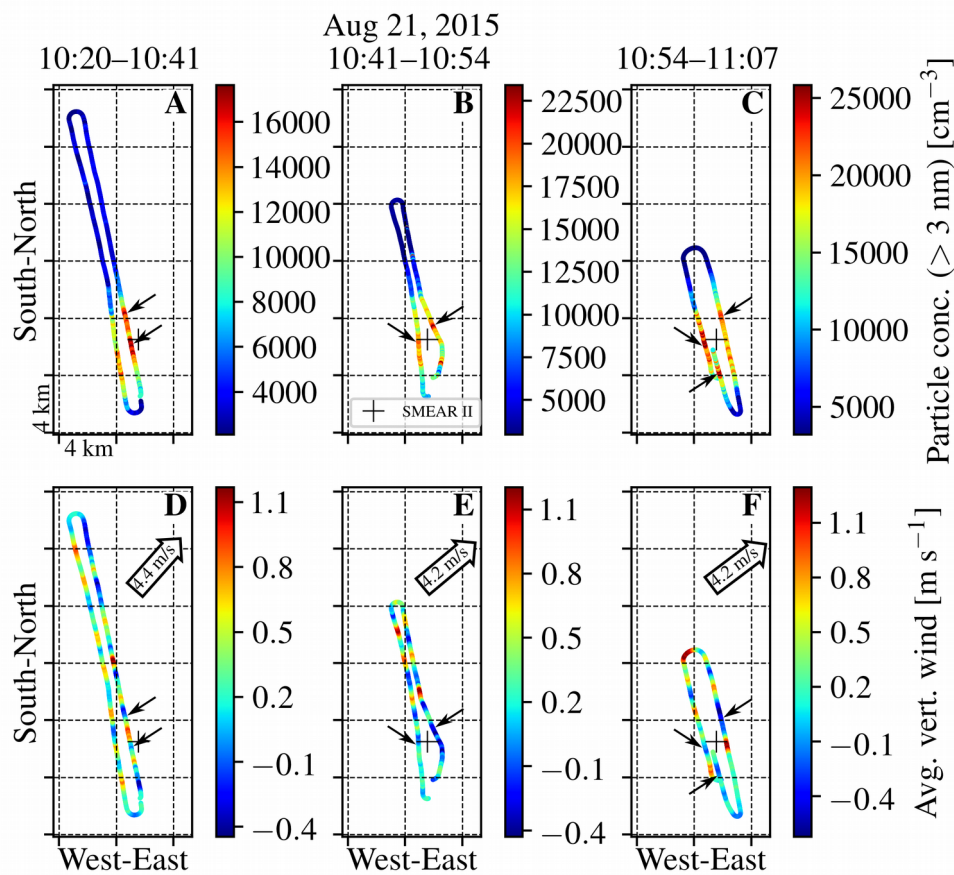 Aug 21, 2015
10:20–10:41
10:41–10:54
10:54–11:07
A
16000
14000
12000
10000
8000
6000
4000
B
22500
20000
17500
15000
12500
10000
7500
5000
C
25000
20000
15000
10000
5000
South-North
4 km
4 km
SMEAR II
Particle conc. (> 3 nm) [cm⁻³]
D
4.4 m/s
1.1
0.8
0.5
0.2
−0.1
−0.4
E
4.2 m/s
1.1
0.8
0.5
0.2
−0.1
−0.4
F
4.2 m/s
1.1
0.8
0.5
0.2
−0.1
−0.4
South-North
Avg. vert. wind [m s⁻¹]
West-East
West-East
West-East